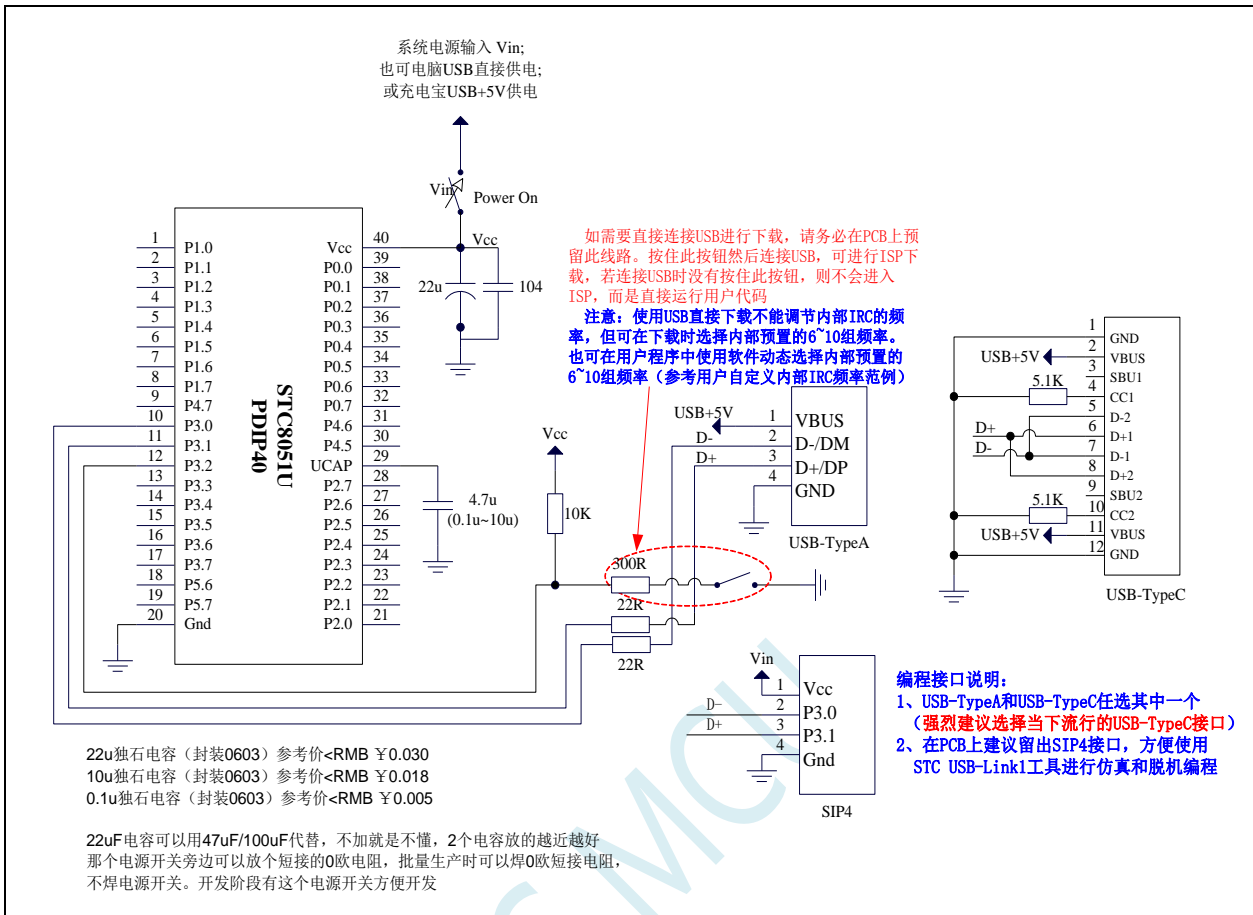 系统电源输入 Vin;
也可电脑USB直接供电;
或充电宝USB+5V供电
Vin
Power On
Vcc
22u
104
STC8051U
PDIP40
1 P1.0
2 P1.1
3 P1.2
4 P1.3
5 P1.4
6 P1.5
7 P1.6
8 P1.7
9 P4.7
10 P3.0
11 P3.1
12 P3.2
13 P3.3
14 P3.4
15 P3.5
16 P3.6
17 P3.7
18 P5.6
19 P5.7
20 Gnd
Vcc 40
P0.0 39
P0.1 38
P0.2 37
P0.3 36
P0.4 35
P0.5 34
P0.6 33
P0.7 32
P4.6 31
P4.5 30
UCAP 29
P2.7 28
P2.6 27
P2.5 26
P2.4 25
P2.3 24
P2.2 23
P2.1 22
P2.0 21
4.7u
(0.1u~10u)
如需要直接连接USB进行下载，请务必在PCB上预
留此线路。按住此按钮然后连接USB，可进行ISP下
载，若连接USB时没有按住此按钮，则不会进入
ISP，而是直接运行用户代码
注意：使用USB直接下载不能调节内部IRC的频
率，但可在下载时选择内部预置的6~10组频率。
也可在用户程序中使用软件动态选择内部预置的
6~10组频率（参考用户自定义内部IRC频率范例）
Vcc
10K
300R
22R
22R
USB+5V
D-
D+
1 VBUS
2 D-/DM
3 D+/DP
4 GND
USB-TypeA
USB+5V
5.1K
D+
D-
5.1K
USB+5V
1 GND
2 VBUS
3 SBU1
4 CC1
5 D-2
6 D+1
7 D-1
8 D+2
9 SBU2
10 CC2
11 VBUS
12 GND
USB-TypeC
Vin
D-
D+
1 Vcc
2 P3.0
3 P3.1
4 Gnd
SIP4
编程接口说明：
1、USB-TypeA和USB-TypeC任选其中一个
（强烈建议选择当下流行的USB-TypeC接口）
2、在PCB上建议留出SIP4接口，方便使用
STC USB-Link1工具进行仿真和脱机编程
22u独石电容（封装0603）参考价<RMB ￥0.030
10u独石电容（封装0603）参考价<RMB ￥0.018
0.1u独石电容（封装0603）参考价<RMB ￥0.005
22uF电容可以用47uF/100uF代替，不加就是不懂，2个电容放的越近越好
那个电源开关旁边可以放个短接的0欧电阻，批量生产时可以焊0欧短接电阻，
不焊电源开关。开发阶段有这个电源开关方便开发
MCU